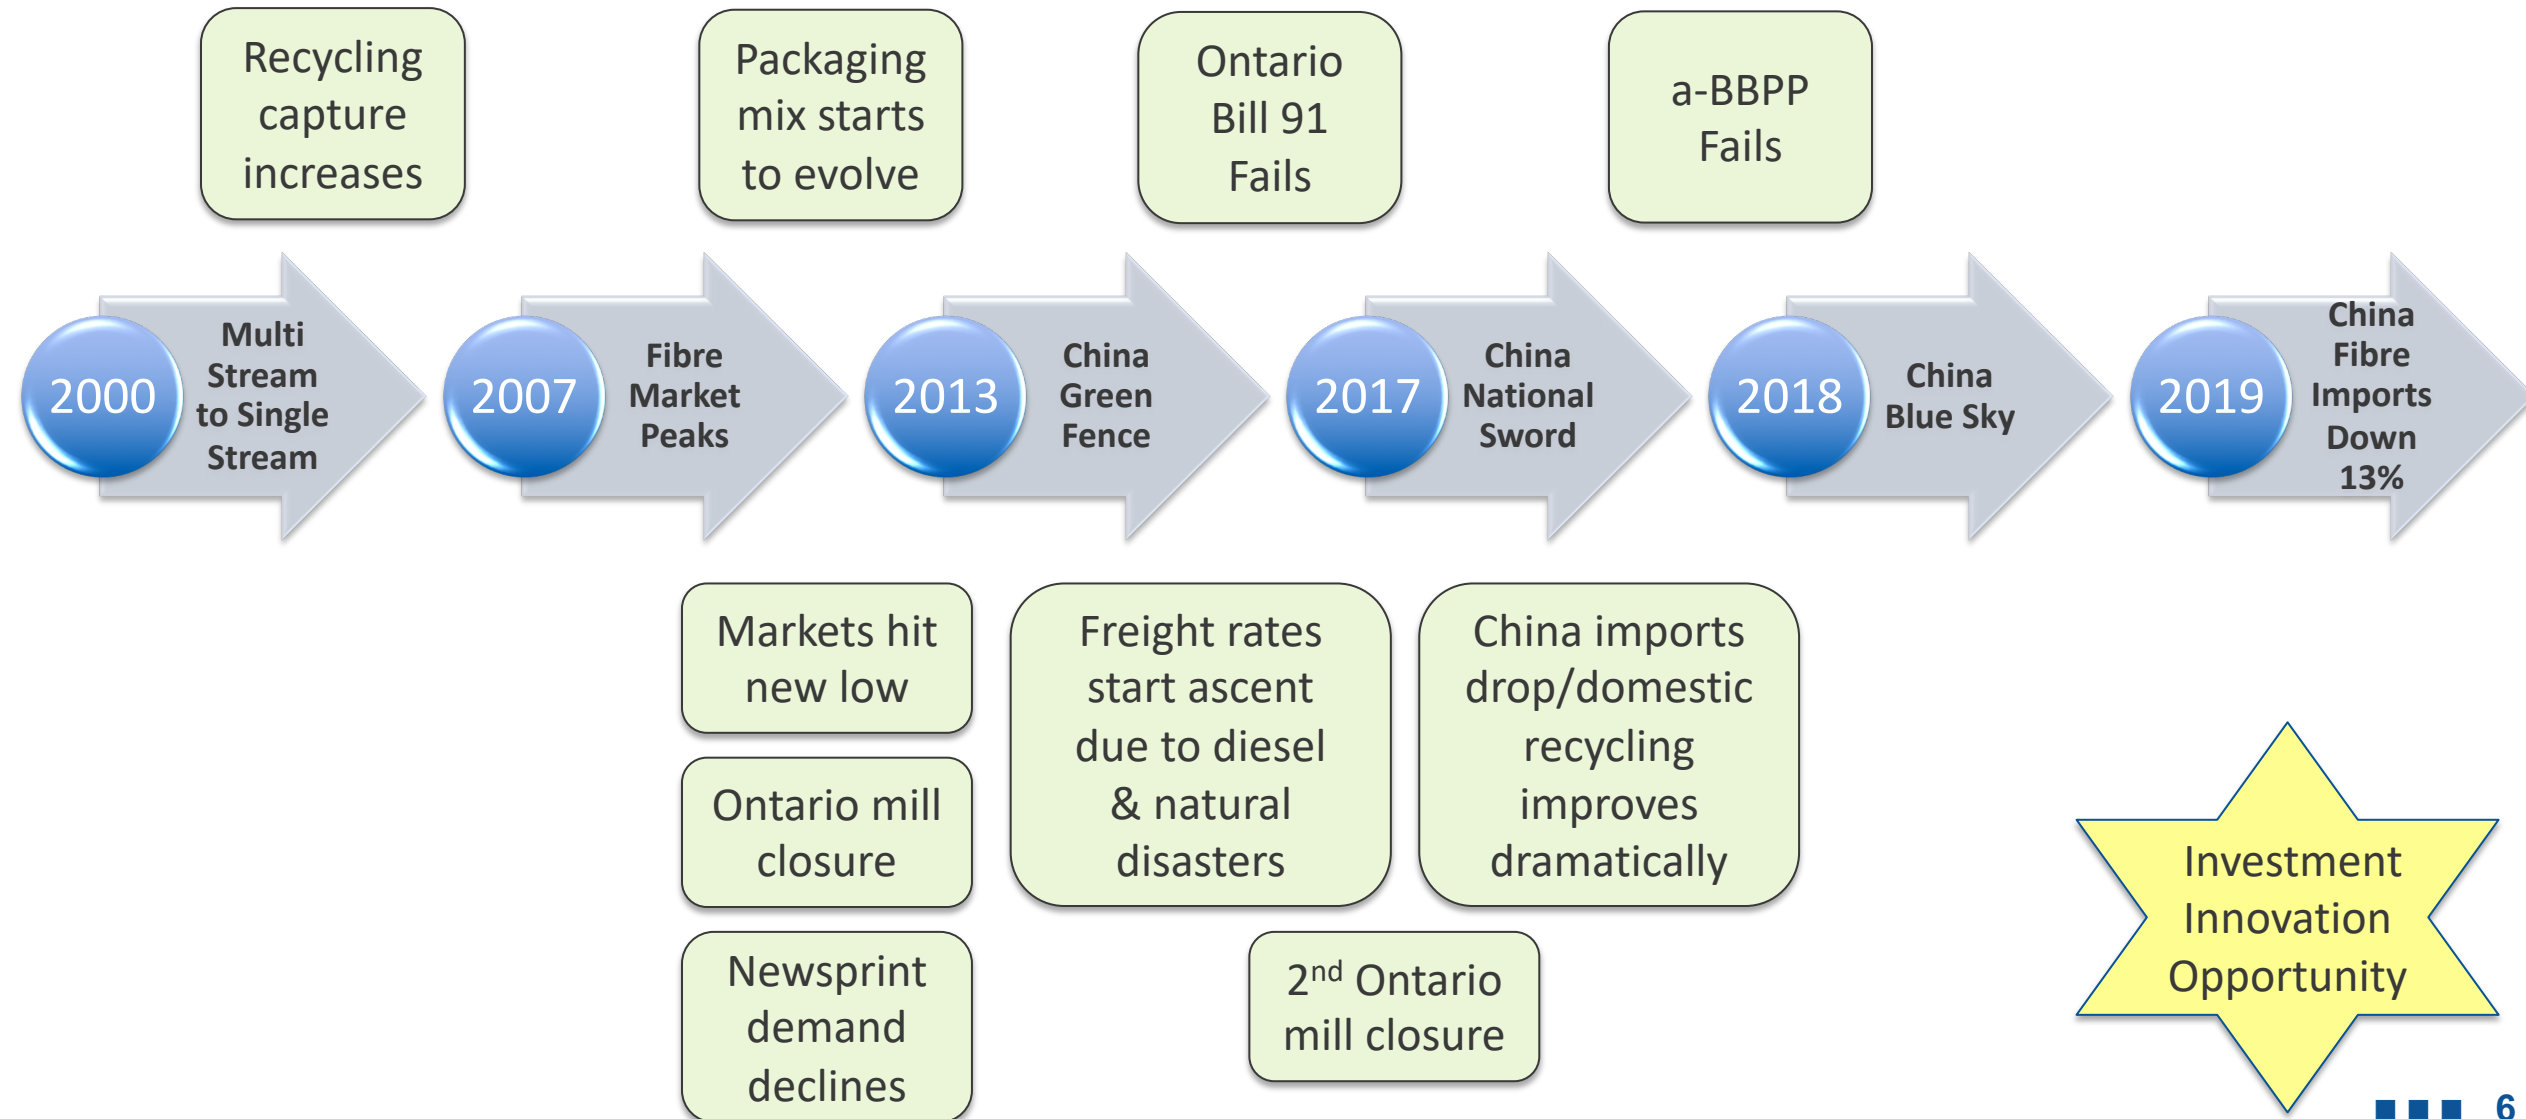 Recycling
capture
increases
Packaging
mix starts
to evolve
Ontario
Bill 91
Fails
a-BBPP
Fails
2000
Multi
Stream
to Single
Stream
2007
Fibre
Market
Peaks
2013
China
Green
Fence
2017
China
National
Sword
2018
China
Blue Sky
2019
China
Fibre
Imports
Down
13%
Markets hit
new low
Ontario mill
closure
Newsprint
demand
declines
Freight rates
start ascent
due to diesel
& natural
disasters
China imports
drop/domestic
recycling
improves
dramatically
2nd Ontario
mill closure
Investment
Innovation
Opportunity
6